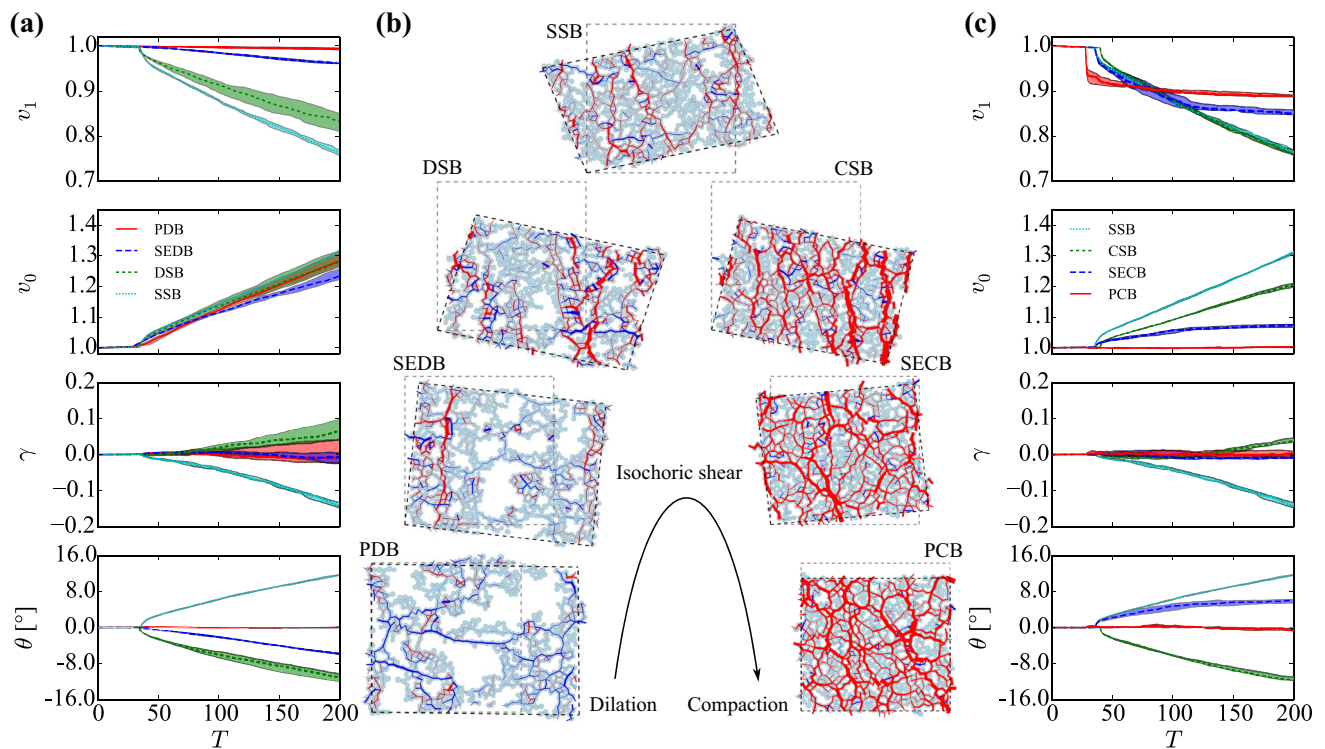 (a)
1.0
0.9
0.8
0.7
v1
1.4
1.3
1.2
1.1
1.0
v0
PDB
SEDB
DSB
SSB
0.2
0.1
0.0
−0.1
−0.2
γ
16.0
8.0
0.0
-8.0
-16.0
θ [°]
0 50 100 150 200
T
(b)
SSB
DSB
CSB
SEDB
SECB
Isochoric shear
PDB
PCB
Dilation
Compaction
(c)
1.0
0.9
0.8
0.7
v1
1.4
1.3
1.2
1.1
1.0
v0
SSB
CSB
SECB
PCB
0.2
0.1
0.0
−0.1
−0.2
γ
16.0
8.0
0.0
-8.0
-16.0
θ [°]
0 50 100 150 200
T